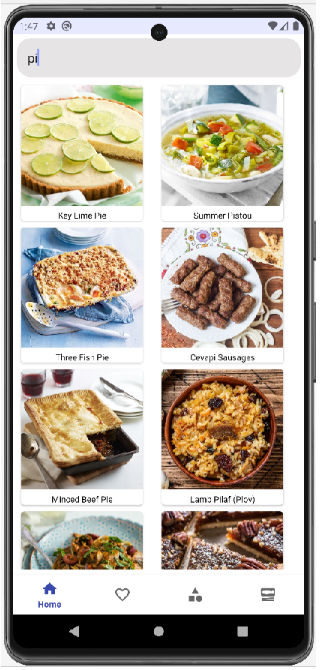 1:47
pi
Key Lime Pie
Summer Pistou
Three Fish Pie
Cevapi Sausages
Minced Beef Pie
Lamb Pilaf (Plov)
Home